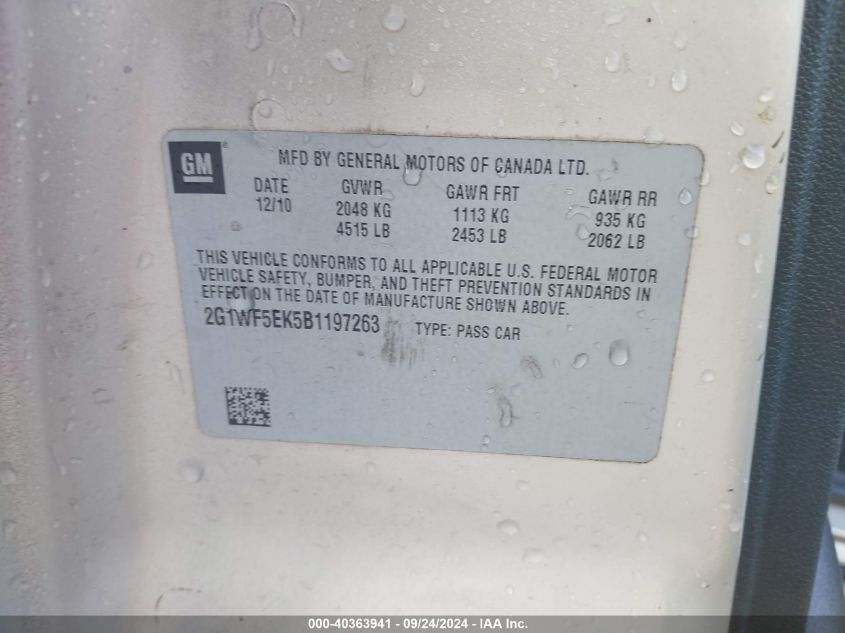 GM
MFD BY GENERAL MOTORS OF CANADA LTD.
DATE GVWR GAWR FRT GAWR RR
12/10 2048 KG 1113 KG 935 KG
4515 LB 2453 LB 2062 LB
THIS VEHICLE CONFORMS TO ALL APPLICABLE U.S. FEDERAL MOTOR
VEHICLE SAFETY, BUMPER, AND THEFT PREVENTION STANDARDS IN
EFFECT ON THE DATE OF MANUFACTURE SHOWN ABOVE.
2G1WF5EK5B1197263 TYPE: PASS CAR
000-40363941 - 09/24/2024 - IAA Inc.